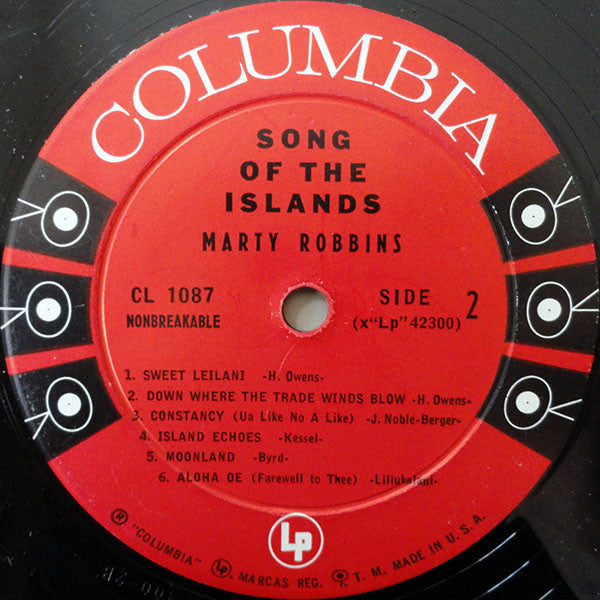 COLUMBIA
SONG
OF THE
ISLANDS
MARTY ROBBINS
CL 1087
NONBREAKABLE
SIDE 2
(x"Lp" 42300)
1. SWEET LEILANI -H. Owens-
2. DOWN WHERE THE TRADE WINDS BLOW -H. Owens-
3. CONSTANCY (Ua Like No A Like) -J. Noble-Berger-
4. ISLAND ECHOES -Kessel-
5. MOONLAND -Byrd-
6. ALOHA OE (Farewell to Thee) -Liliukalani-
Lp
® "COLUMBIA" MARCAS REG. T. M. MADE IN U. S. A.